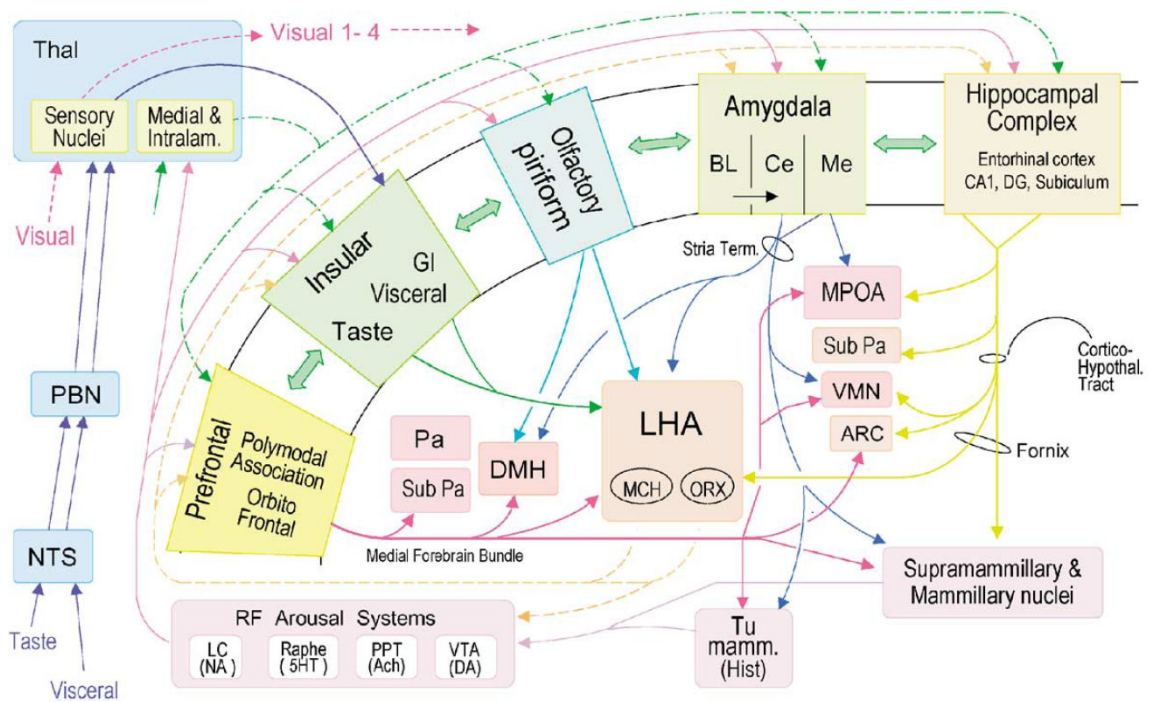 Thal
Visual 1- 4
Sensory
Nuclei
Medial &
Intralam.
Visual
PBN
NTS
Taste
Visceral
Prefrontal
Polymodal
Association
Orbito
Frontal
Insular
GI
Visceral
Taste
Olfactory
piriform
Amygdala
BL
Ce
Me
Hippocampal
Complex
Entorhinal cortex
CA1, DG, Subiculum
Stria Term.
MPOA
Sub Pa
VMN
ARC
Cortico-
Hypothal.
Tract
Fornix
Pa
Sub Pa
DMH
LHA
MCH
ORX
Medial Forebrain Bundle
Supramammillary &
Mammillary nuclei
RF Arousal Systems
LC
(NA )
Raphe
( 5HT )
PPT
(Ach)
VTA
(DA)
Tu
mamm.
(Hist)